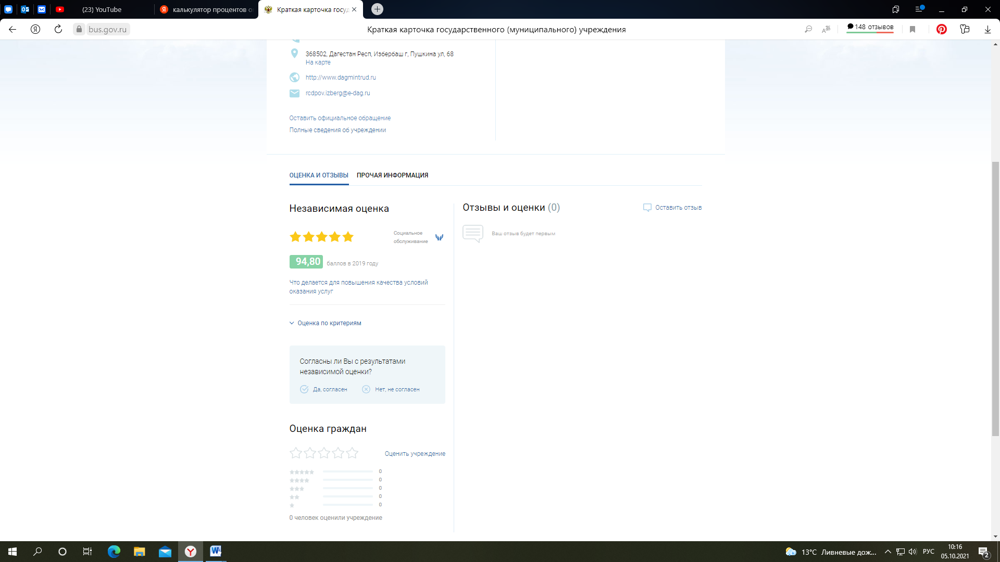 (23) YouTube
калькулятор процентов о
Краткая карточка госуд
bus.gov.ru
Краткая карточка государственного (муниципального) учреждения
148 отзывов
368502, Дагестан Респ, Избербаш г, Пушкина ул, 68
На карте
http://www.dagmintrud.ru
rcdpov.izberg@e-dag.ru
Оставить официальное обращение
Полные сведения об учреждении
ОЦЕНКА И ОТЗЫВЫ
ПРОЧАЯ ИНФОРМАЦИЯ
Независимая оценка
Социальное
обслуживание
94,80 баллов в 2019 году
Что делается для повышения качества условий
оказания услуг
Оценка по критериям
Согласны ли Вы с результатами
независимой оценки?
Да, согласен
Нет, не согласен
Оценка граждан
Оценить учреждение
0
0
0
0
0
0 человек оценили учреждение
Отзывы и оценки (0)
Оставить отзыв
Ваш отзыв будет первым
13°C Ливневые дож...
РУС
10:16
05.10.2021
2